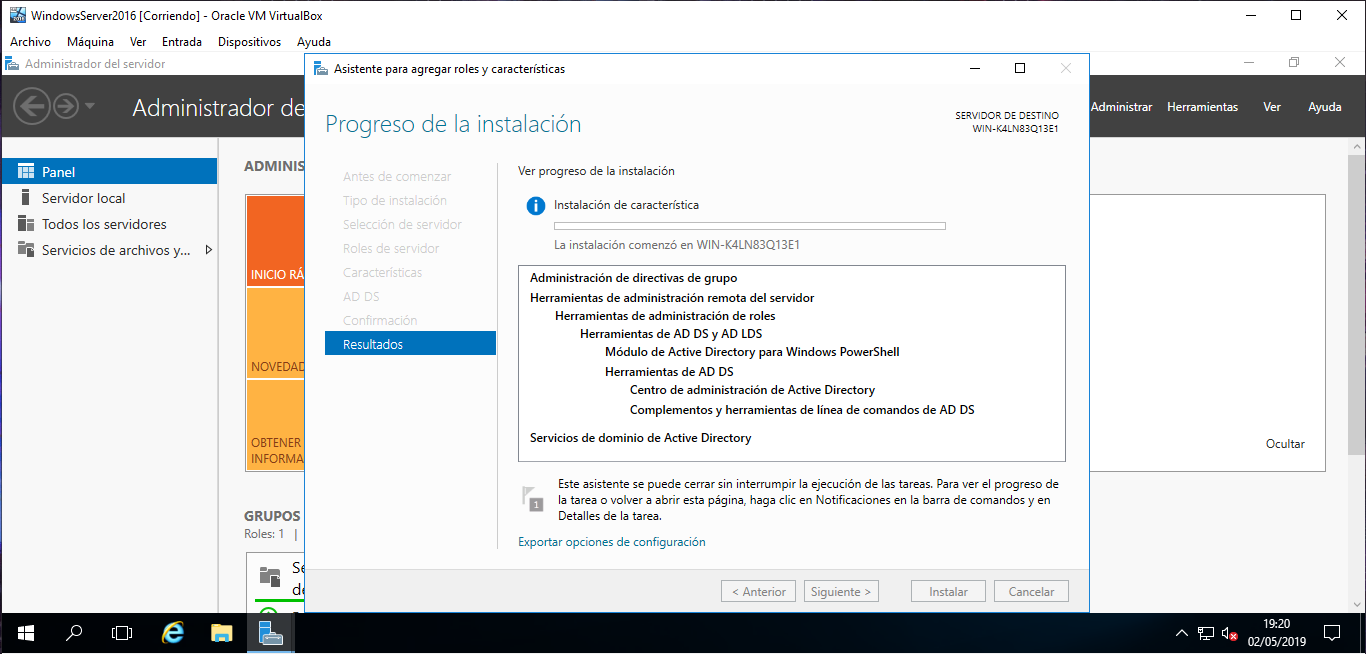 WindowsServer2016 [Corriendo] - Oracle VM VirtualBox
Archivo Máquina Ver Entrada Dispositivos Ayuda
Administrador del servidor
Administrador de
Administrar Herramientas Ver Ayuda
Panel
Servidor local
Todos los servidores
Servicios de archivos y...
ADMINIS
INICIO RÁ
NOVEDAD
OBTENER
INFORMA
Ocultar
GRUPOS
Roles: 1 |
Se
de
Asistente para agregar roles y características
Progreso de la instalación
SERVIDOR DE DESTINO
WIN-K4LN83Q13E1
Antes de comenzar
Tipo de instalación
Selección de servidor
Roles de servidor
Características
AD DS
Confirmación
Resultados
Ver progreso de la instalación
Instalación de característica
La instalación comenzó en WIN-K4LN83Q13E1
Administración de directivas de grupo
Herramientas de administración remota del servidor
Herramientas de administración de roles
Herramientas de AD DS y AD LDS
Módulo de Active Directory para Windows PowerShell
Herramientas de AD DS
Centro de administración de Active Directory
Complementos y herramientas de línea de comandos de AD DS
Servicios de dominio de Active Directory
1
Este asistente se puede cerrar sin interrumpir la ejecución de las tareas. Para ver el progreso de
la tarea o volver a abrir esta página, haga clic en Notificaciones en la barra de comandos y en
Detalles de la tarea.
Exportar opciones de configuración
< Anterior Siguiente > Instalar Cancelar
19:20
02/05/2019